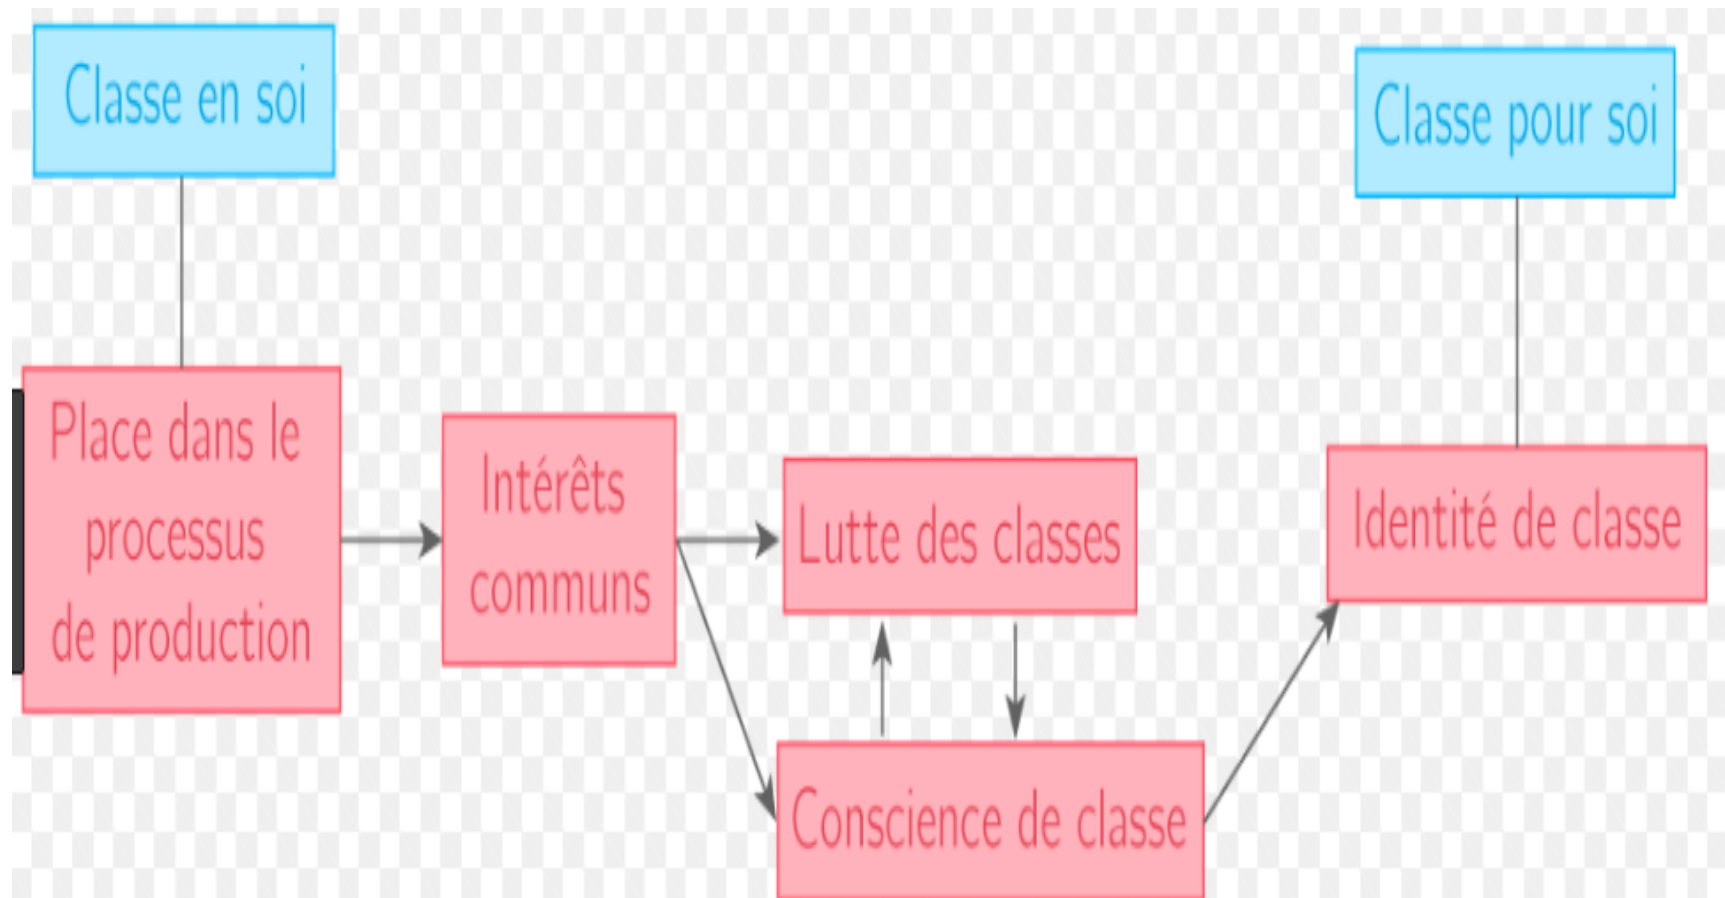 Classe en soi
Classe pour soi
Place dans le
processus
de production
Intérêts
communs
Lutte des classes
Identité de classe
Conscience de classe